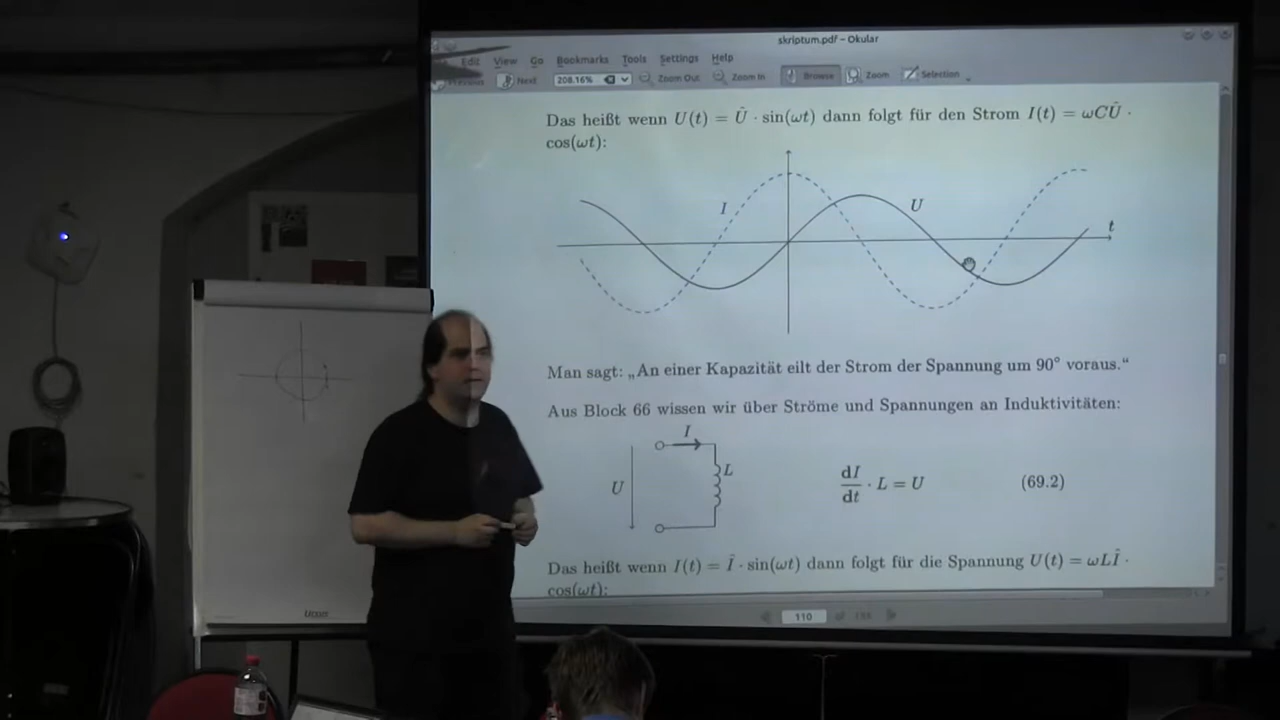 skriptum.pdf – Okular
Edit View Go Bookmarks Tools Settings Help
Previous Next 208.16% Zoom Out Zoom In Browse Zoom Selection
Das heißt wenn U(t) = Û · sin(ωt) dann folgt für den Strom I(t) = ωCÛ ·
cos(ωt):
I
U
t
Man sagt: „An einer Kapazität eilt der Strom der Spannung um 90° voraus.“
Aus Block 66 wissen wir über Ströme und Spannungen an Induktivitäten:
I
L
U
dI/dt · L = U (69.2)
Das heißt wenn I(t) = Î · sin(ωt) dann folgt für die Spannung U(t) = ωLÎ ·
cos(ωt):
110